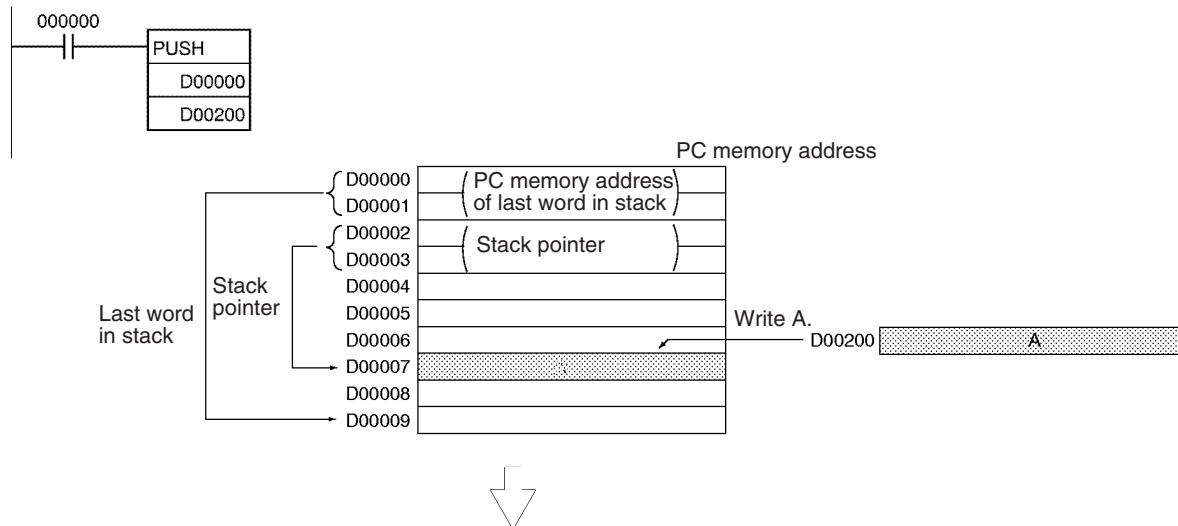 000000
PUSH
D00000
D00200
PC memory address
D00000
D00001
PC memory address
of last word in stack
D00002
D00003
Stack pointer
D00004
D00005
D00006
D00007
D00008
D00009
Stack
pointer
Last word
in stack
Write A.
D00200
A